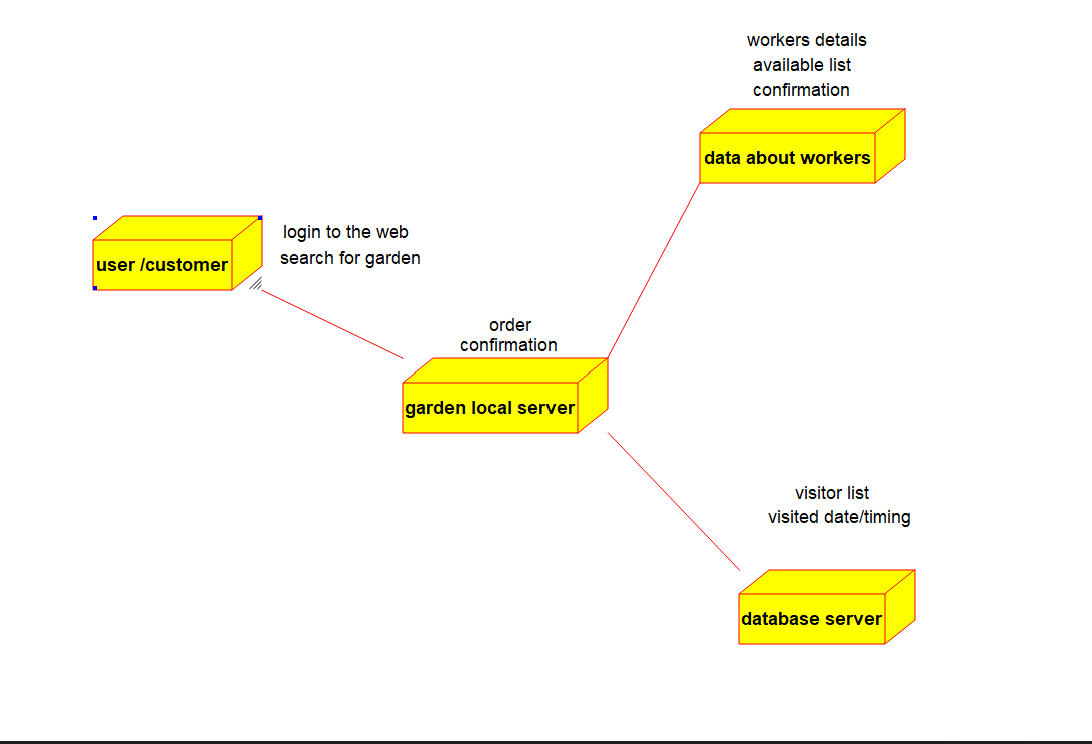 workers details
available list
confirmation
data about workers
user /customer
login to the web
search for garden
order
confirmation
garden local server
visitor list
visited date/timing
database server